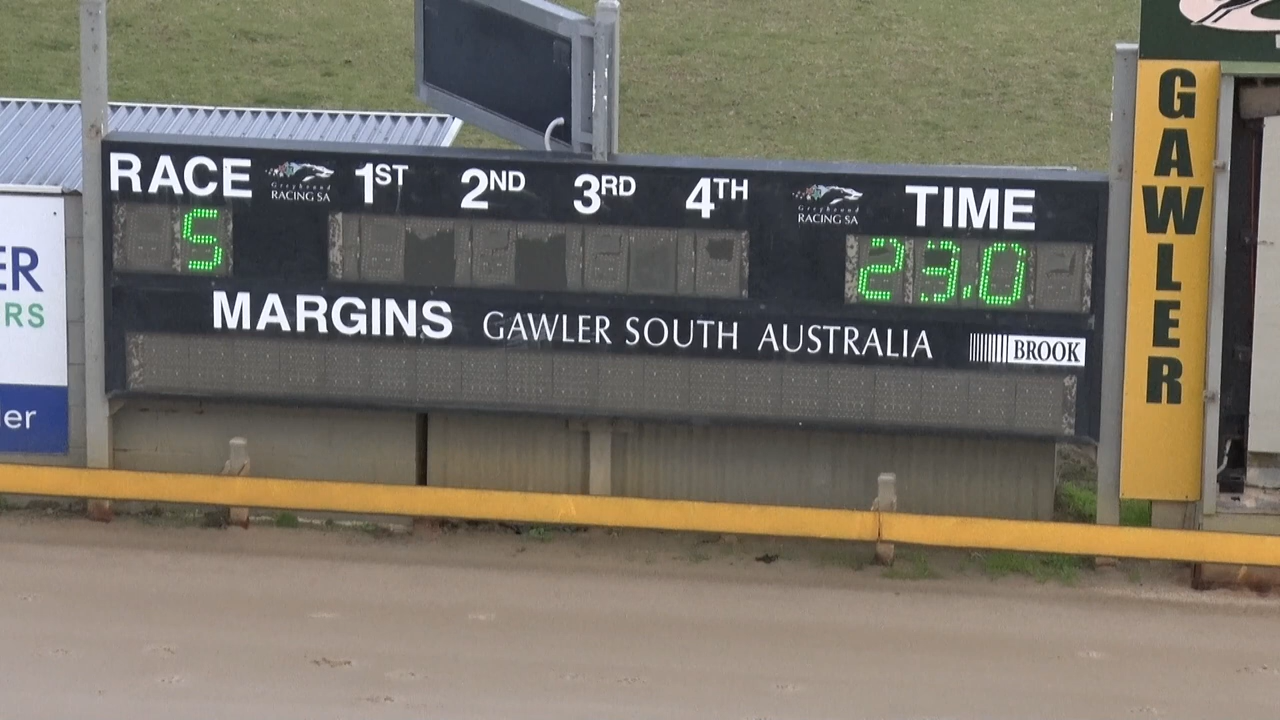 RACE
Greyhound
RACING SA
1ST 2ND 3RD 4TH
Greyhound
RACING SA
TIME
5
23.0
MARGINS
GAWLER SOUTH AUSTRALIA
BROOK
GAWLER
ER
RS
ler